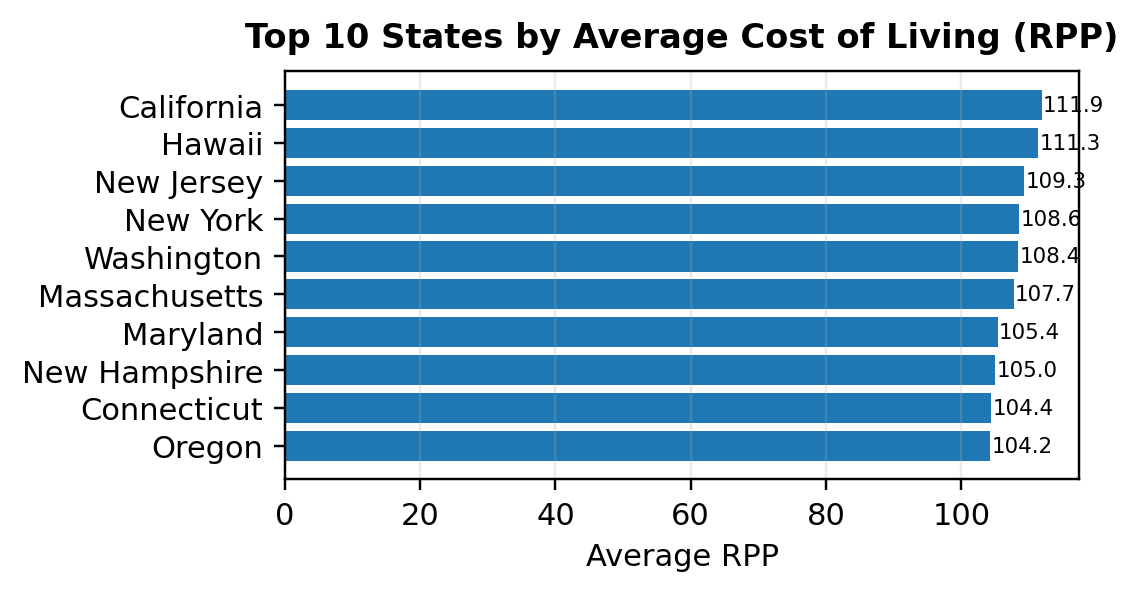 Top 10 States by Average Cost of Living (RPP)
California 111.9
Hawaii 111.3
New Jersey 109.3
New York 108.6
Washington 108.4
Massachusetts 107.7
Maryland 105.4
New Hampshire 105.0
Connecticut 104.4
Oregon 104.2
0 20 40 60 80 100
Average RPP